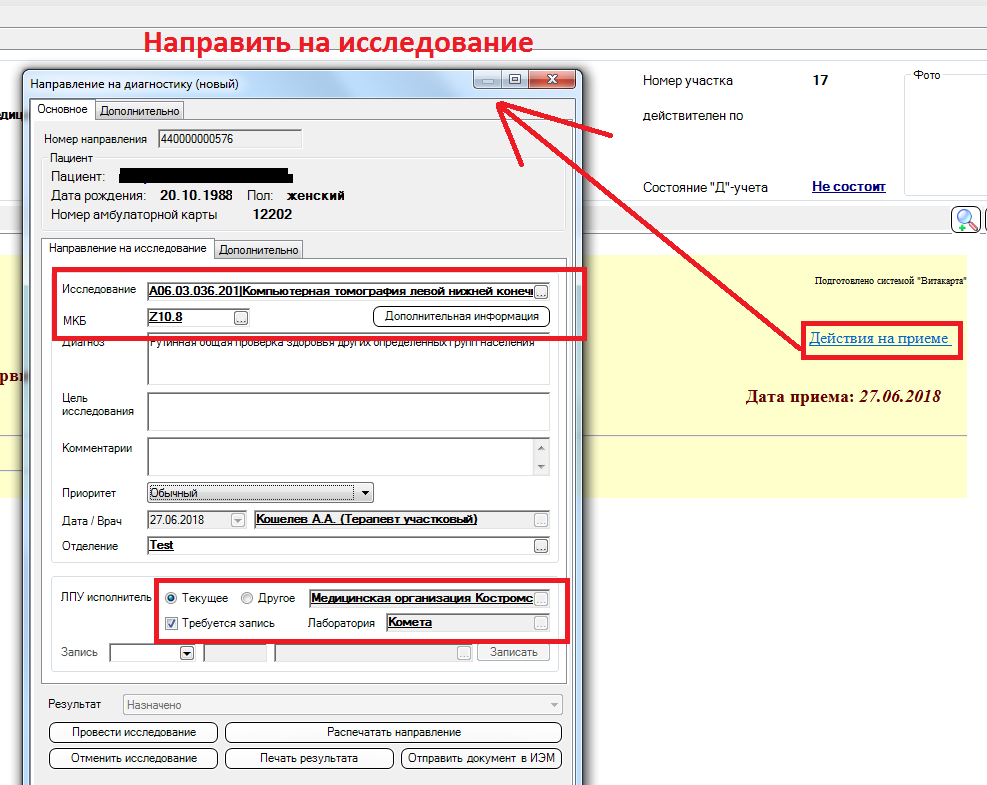 Направить на исследование
Направление на диагностику (новый)
Основное Дополнительно
Номер направления 440000000576
Пациент
Пациент:
Дата рождения: 20.10.1988 Пол: женский
Номер амбулаторной карты 12202
Направление на исследование Дополнительно
Исследование A06.03.036.201|Компьютерная томография левой нижней конечн ...
МКБ Z10.8 ... Дополнительная информация
Диагноз Рутинная общая проверка здоровья других определенных групп населения
Цель
исследования
Комментарии
Приоритет Обычный
Дата / Врач 27.06.2018 Кошелев А.А. (Терапевт участковый) ...
Отделение Test ...
ЛПУ исполнитель Текущее Другое Медицинская организация Костромс ...
Требуется запись Лаборатория Комета ...
Запись ... Записать
Результат Назначено
Провести исследование Распечатать направление
Отменить исследование Печать результата Отправить документ в ИЭМ
Номер участка 17 Фото
действителен по
Состояние "Д"-учета Не состоит
Подготовлено системой "Витакарта"
Действия на приеме
Дата приема: 27.06.2018